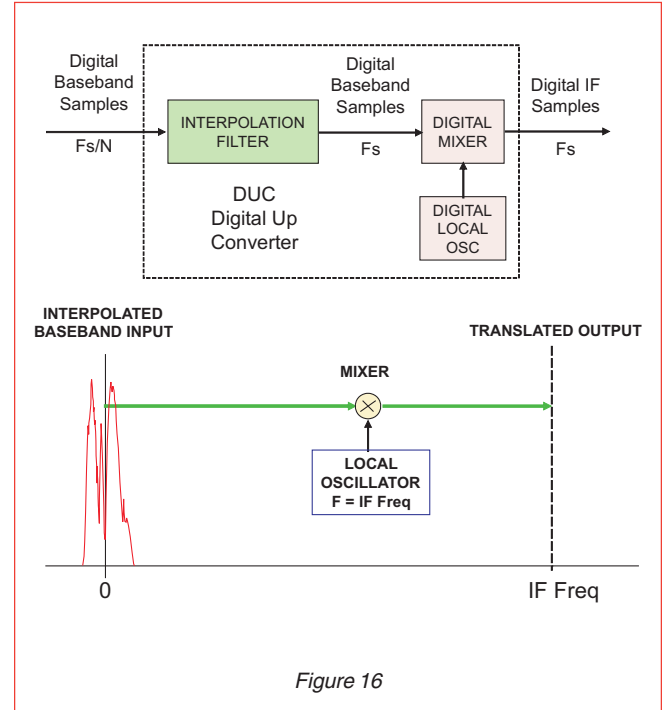 Digital
Baseband
Samples
Fs/N
INTERPOLATION
FILTER
Digital
Baseband
Samples
Fs
DIGITAL
MIXER
Digital IF
Samples
Fs
DUC
Digital Up
Converter
DIGITAL
LOCAL
OSC
INTERPOLATED
BASEBAND INPUT
TRANSLATED OUTPUT
MIXER
LOCAL
OSCILLATOR
F = IF Freq
0
IF Freq
Figure 16